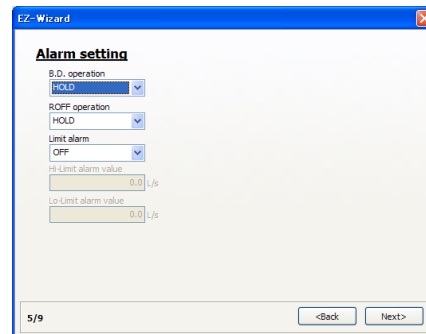 EZ-Wizard
Alarm setting
B.D. operation
HOLD
ROFF operation
HOLD
Limit alarm
OFF
Hi-Limit alarm value
0.0 L/s
Lo-Limit alarm value
0.0 L/s
5/9 <Back Next>